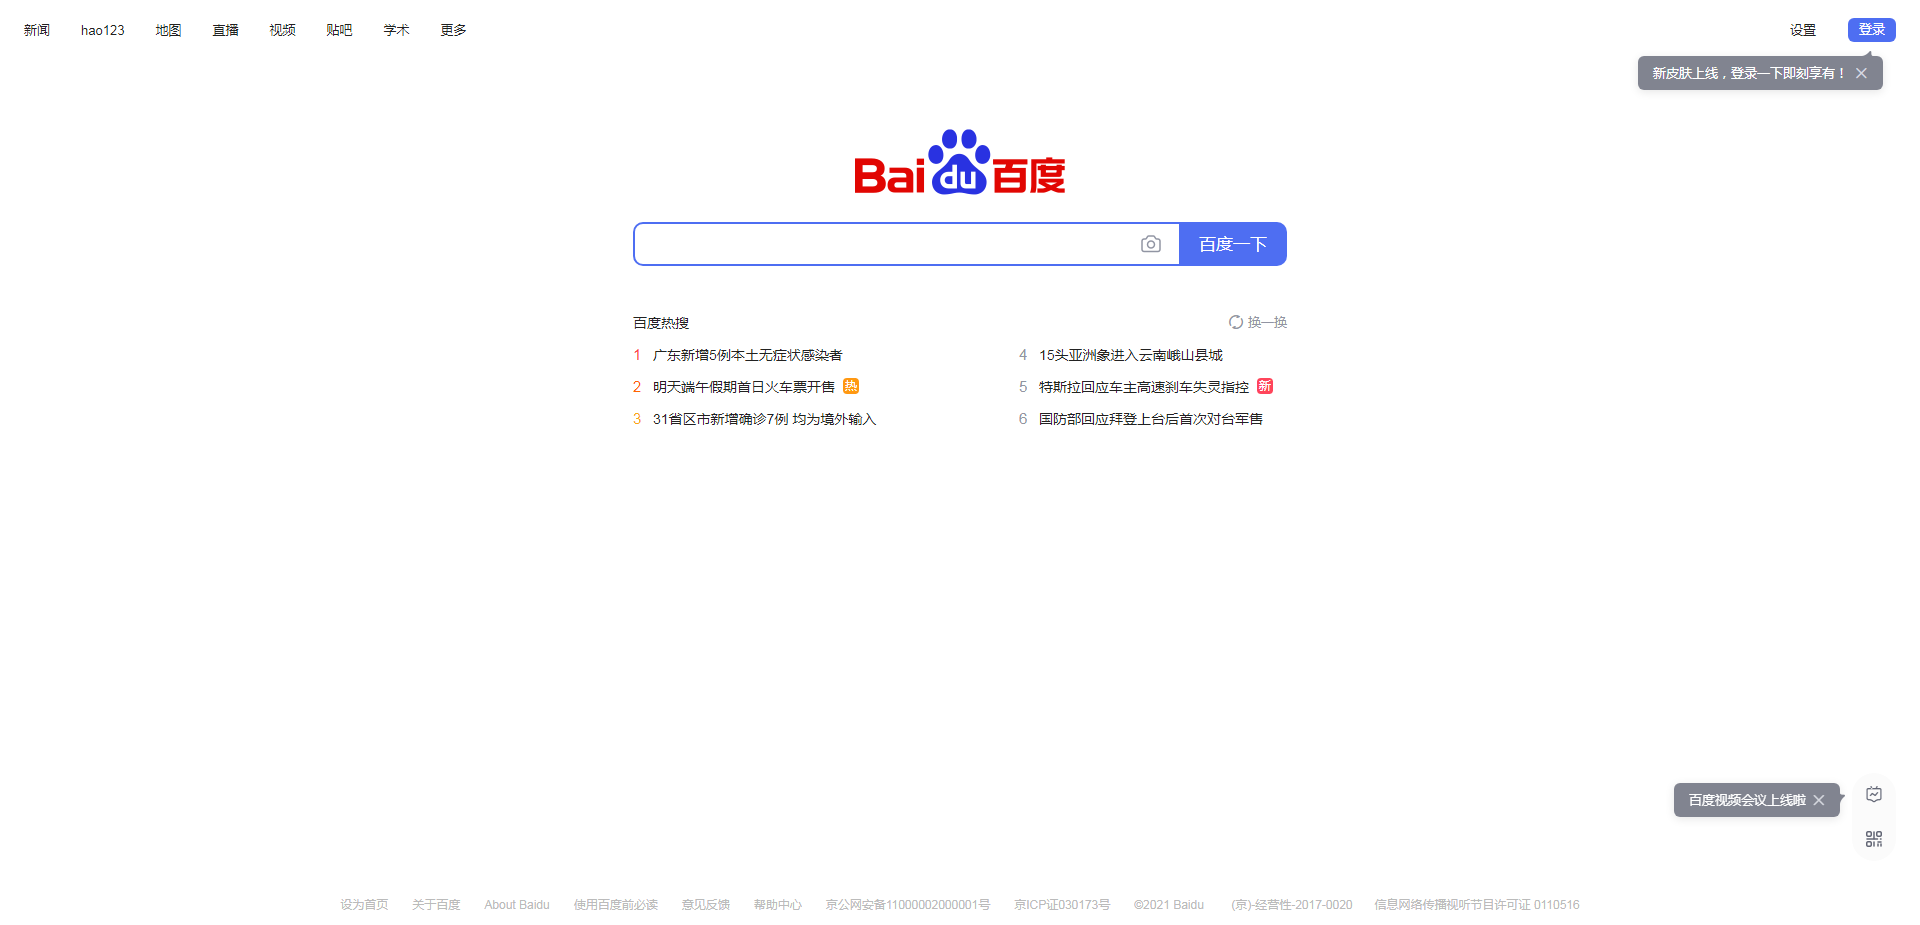 新闻 hao123 地图 直播 视频 贴吧 学术 更多 设置 登录
新皮肤上线，登录一下即刻享有！
Bai du 百度
百度一下
百度热搜 换一换
1 广东新增5例本土无症状感染者
2 明天端午假期首日火车票开售 热
3 31省区市新增确诊7例 均为境外输入
4 15头亚洲象进入云南峨山县城
5 特斯拉回应车主高速刹车失灵指控 新
6 国防部回应拜登上台后首次对台军售
百度视频会议上线啦
设为首页 关于百度 About Baidu 使用百度前必读 意见反馈 帮助中心 京公网安备11000002000001号 京ICP证030173号 ©2021 Baidu (京)-经营性-2017-0020 信息网络传播视听节目许可证 0110516